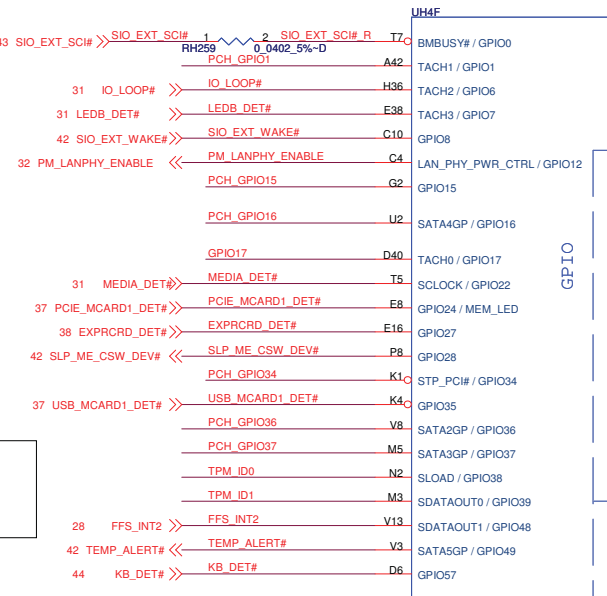 UH4F
43 SIO_EXT_SCI# SIO_EXT_SCI# 1 2 SIO_EXT_SCI#_R T7 BMBUSY# / GPIO0
RH259 0_0402_5%~D
PCH_GPIO1 A42 TACH1 / GPIO1
31 IO_LOOP# IO_LOOP# H36 TACH2 / GPIO6
31 LEDB_DET# LEDB_DET# E38 TACH3 / GPIO7
42 SIO_EXT_WAKE# SIO_EXT_WAKE# C10 GPIO8
32 PM_LANPHY_ENABLE PM_LANPHY_ENABLE C4 LAN_PHY_PWR_CTRL / GPIO12
PCH_GPIO15 G2 GPIO15
PCH_GPIO16 U2 SATA4GP / GPIO16
GPIO17 D40 TACH0 / GPIO17
GPIO
31 MEDIA_DET# MEDIA_DET# T5 SCLOCK / GPIO22
37 PCIE_MCARD1_DET# PCIE_MCARD1_DET# E8 GPIO24 / MEM_LED
38 EXPRCRD_DET# EXPRCRD_DET# E16 GPIO27
42 SLP_ME_CSW_DEV# SLP_ME_CSW_DEV# P8 GPIO28
PCH_GPIO34 K1 STP_PCI# / GPIO34
37 USB_MCARD1_DET# USB_MCARD1_DET# K4 GPIO35
PCH_GPIO36 V8 SATA2GP / GPIO36
PCH_GPIO37 M5 SATA3GP / GPIO37
TPM_ID0 N2 SLOAD / GPIO38
TPM_ID1 M3 SDATAOUT0 / GPIO39
28 FFS_INT2 FFS_INT2 V13 SDATAOUT1 / GPIO48
42 TEMP_ALERT# TEMP_ALERT# V3 SATA5GP / GPIO49
44 KB_DET# KB_DET# D6 GPIO57